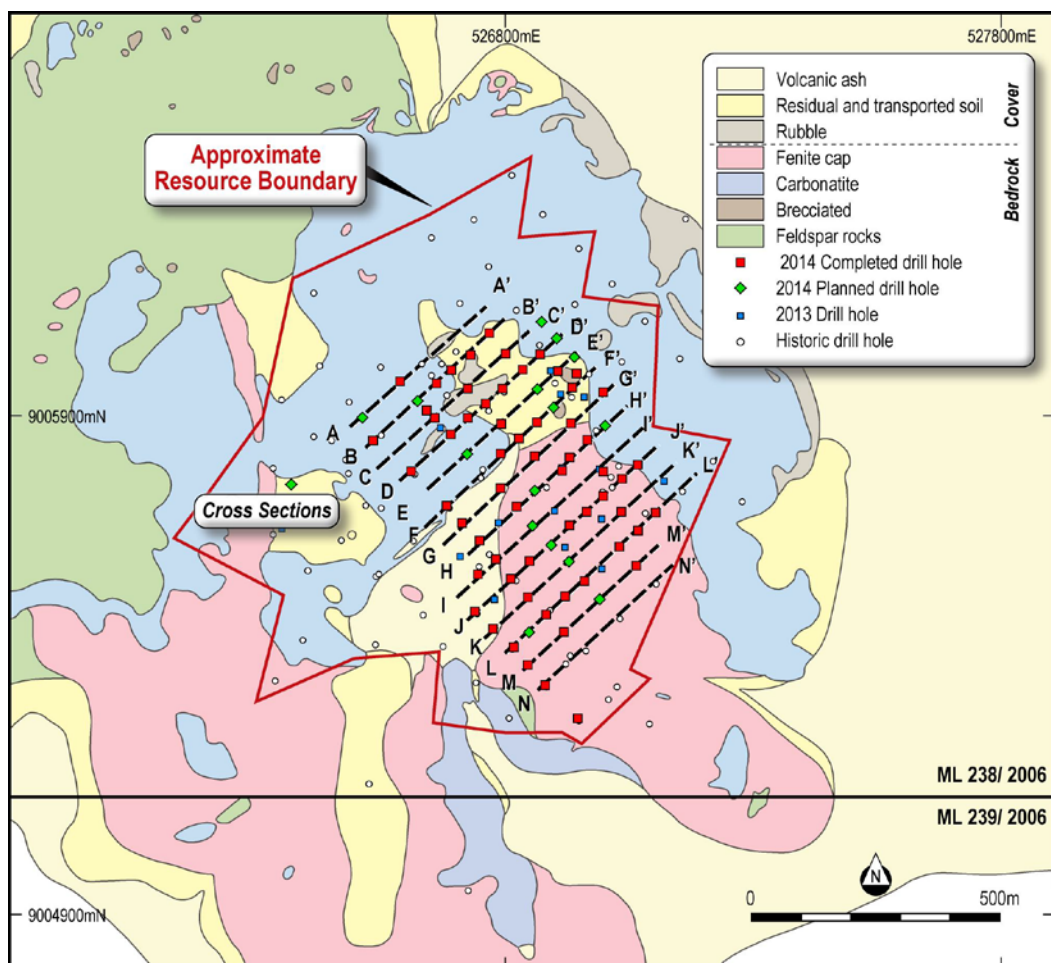 526800mE
527800mE
Volcanic ash
Residual and transported soil
Rubble
Cover
Fenite cap
Carbonatite
Brecciated
Feldspar rocks
Bedrock
2014 Completed drill hole
2014 Planned drill hole
2013 Drill hole
Historic drill hole
Approximate
Resource Boundary
A'
B'
C'
D'
E'
F'
G'
H'
I'
J'
K'
L'
M'
N'
9005900mN
A
B
C
D
E
F
G
H
I
J
K
L
M
N
Cross Sections
ML 238/ 2006
ML 239/ 2006
N
0
500m
9004900mN